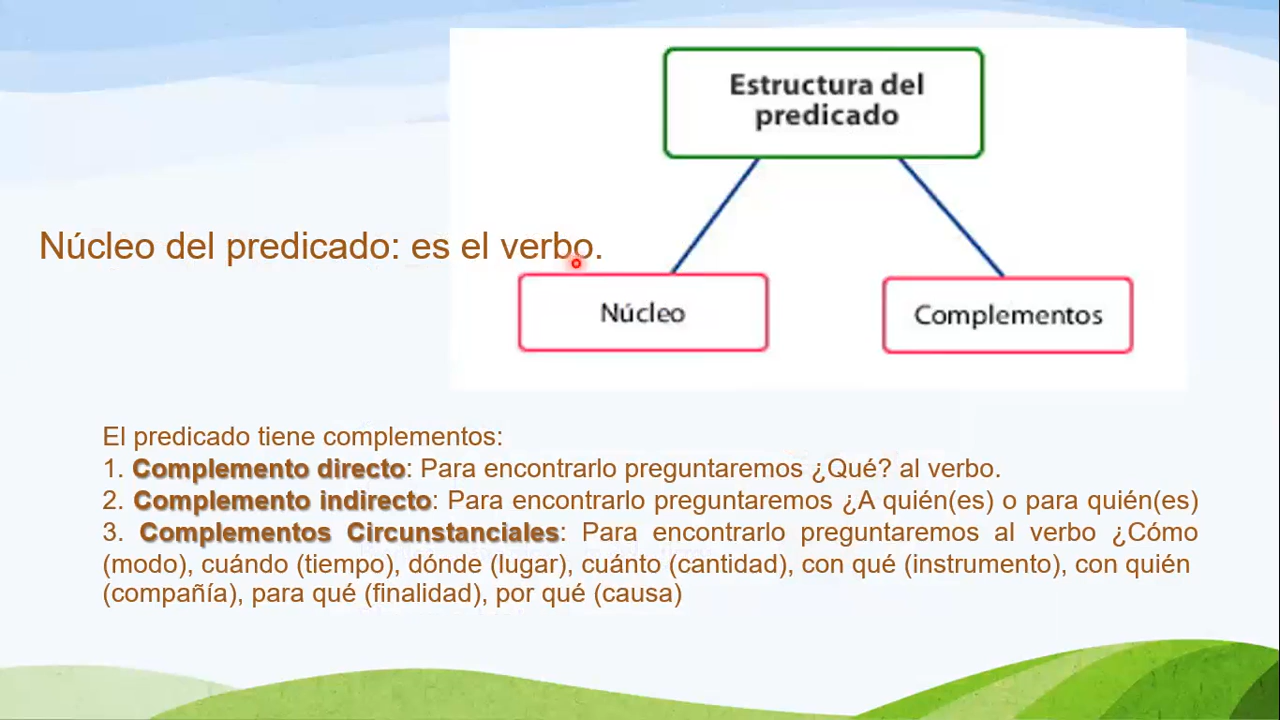 Estructura del
predicado
Núcleo del predicado: es el verbo.
Núcleo
Complementos
El predicado tiene complementos:
1. Complemento directo: Para encontrarlo preguntaremos ¿Qué? al verbo.
2. Complemento indirecto: Para encontrarlo preguntaremos ¿A quién(es) o para quién(es)
3. Complementos Circunstanciales: Para encontrarlo preguntaremos al verbo ¿Cómo
(modo), cuándo (tiempo), dónde (lugar), cuánto (cantidad), con qué (instrumento), con quién
(compañía), para qué (finalidad), por qué (causa)